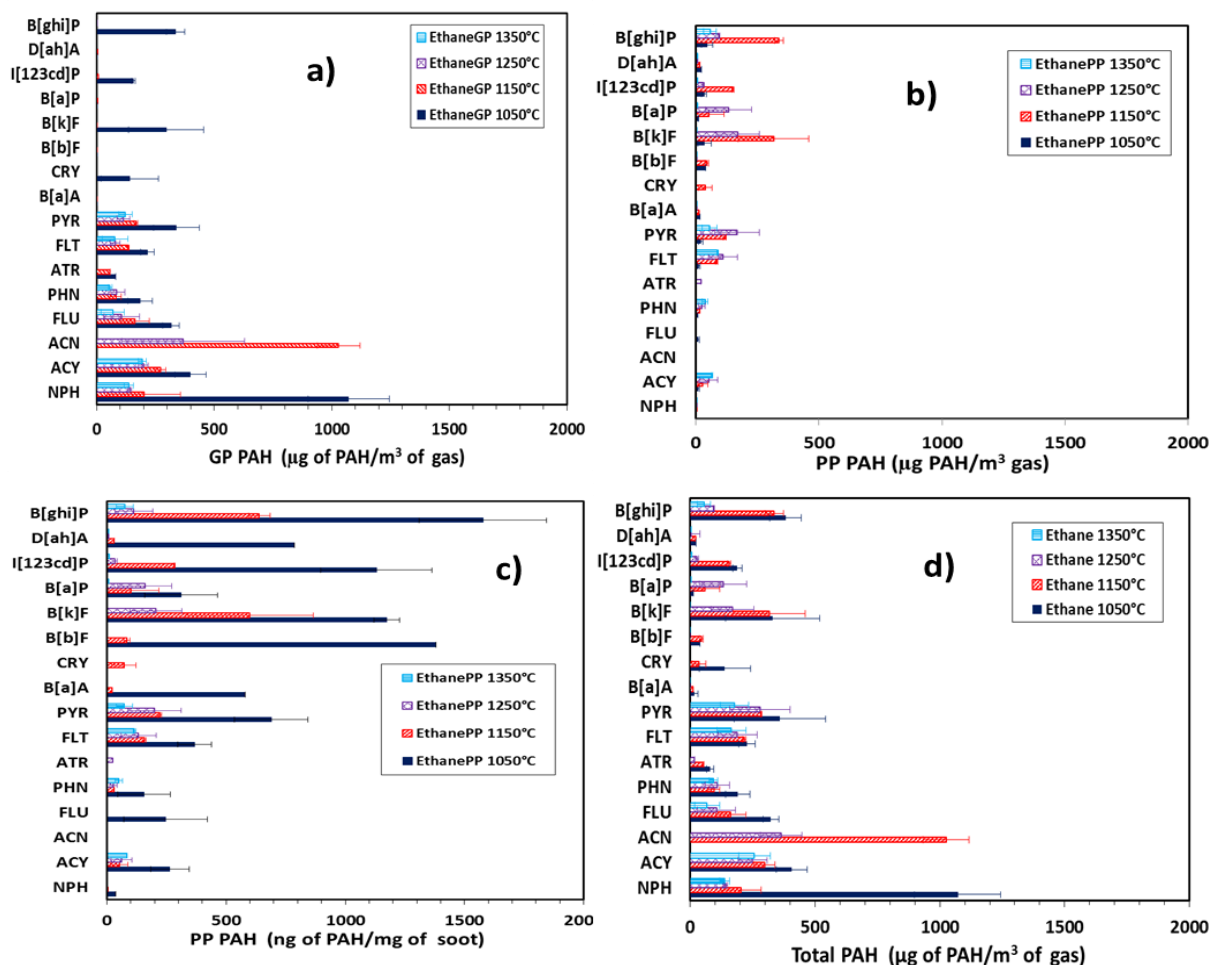 a)
B[ghi]P
D[ah]A
I[123cd]P
B[a]P
B[k]F
B[b]F
CRY
B[a]A
PYR
FLT
ATR
PHN
FLU
ACN
ACY
NPH
EthaneGP 1350°C
EthaneGP 1250°C
EthaneGP 1150°C
EthaneGP 1050°C
0 500 1000 1500 2000
GP PAH (µg of PAH/m³ of gas)
b)
B[ghi]P
D[ah]A
I[123cd]P
B[a]P
B[k]F
B[b]F
CRY
B[a]A
PYR
FLT
ATR
PHN
FLU
ACN
ACY
NPH
EthanePP 1350°C
EthanePP 1250°C
EthanePP 1150°C
EthanePP 1050°C
0 500 1000 1500 2000
PP PAH (µg PAH/m³ gas)
c)
B[ghi]P
D[ah]A
I[123cd]P
B[a]P
B[k]F
B[b]F
CRY
B[a]A
PYR
FLT
ATR
PHN
FLU
ACN
ACY
NPH
EthanePP 1350°C
EthanePP 1250°C
EthanePP 1150°C
EthanePP 1050°C
0 500 1000 1500 200
PP PAH (ng of PAH/mg of soot)
d)
B[ghi]P
D[ah]A
I[123cd]P
B[a]P
B[k]F
B[b]F
CRY
B[a]A
PYR
FLT
ATR
PHN
FLU
ACN
ACY
NPH
Ethane 1350°C
Ethane 1250°C
Ethane 1150°C
Ethane 1050°C
0 500 1000 1500 2000
Total PAH (µg of PAH/m³ of gas)